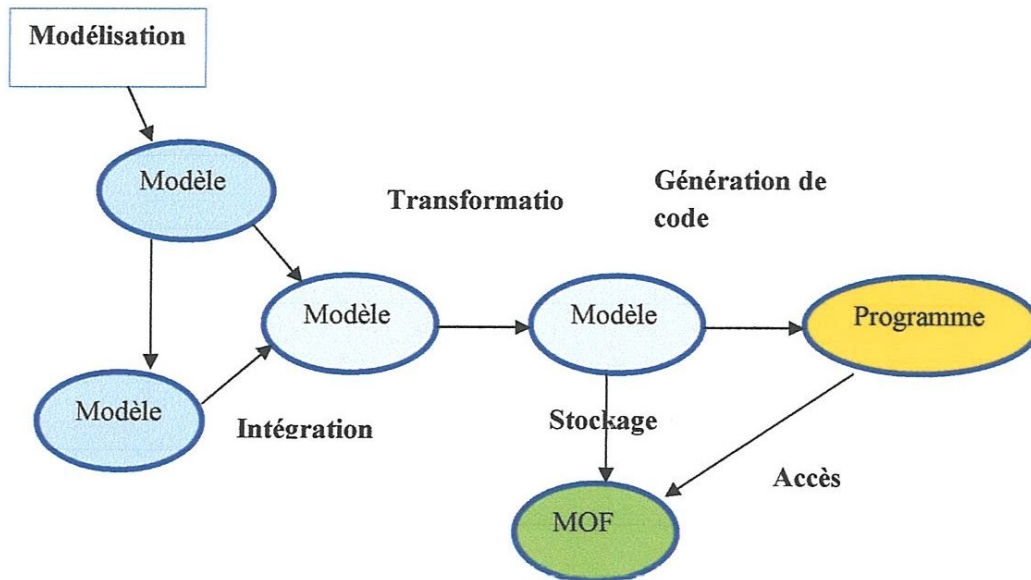 Modélisation
Modèle
Transformatio
Génération de
code
Modèle
Modèle
Programme
Modèle
Intégration
Stockage
Accès
MOF